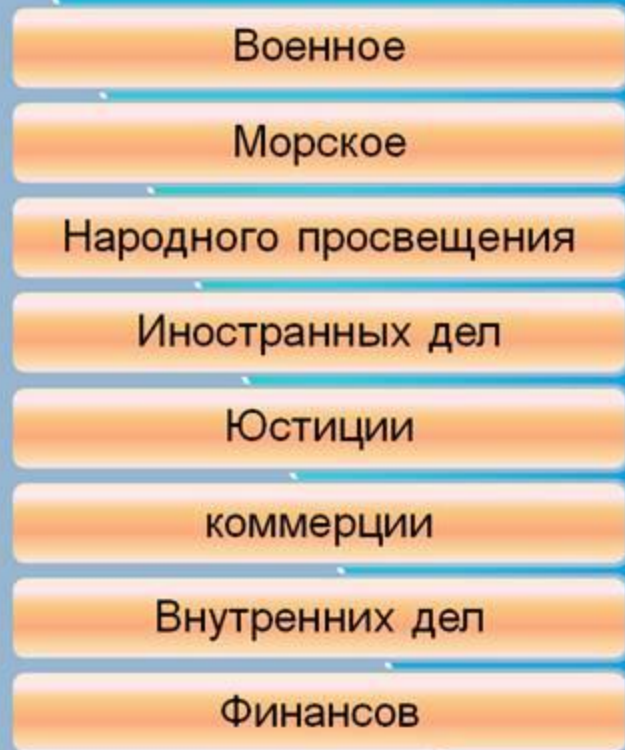 Военное
Морское
Народного просвещения
Иностранных дел
Юстиции
коммерции
Внутренних дел
Финансов